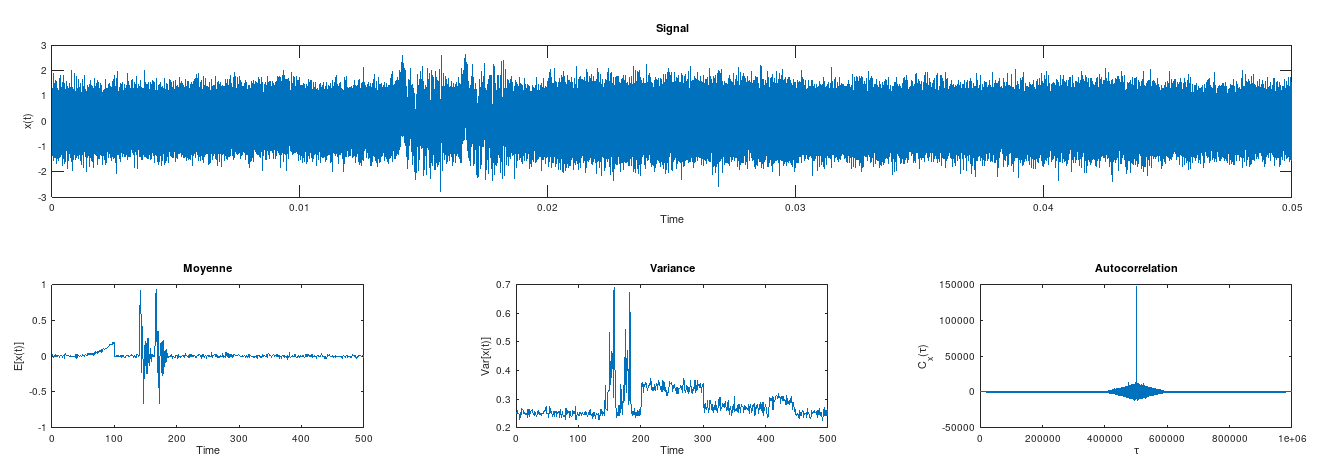 Signal
3
2
1
0
-1
-2
-3
x(t)
0 0.01 0.02 0.03 0.04 0.05
Time
Moyenne
1
0.5
0
-0.5
-1
E[x(t)]
0 100 200 300 400 500
Time
Variance
0.7
0.6
0.5
0.4
0.3
0.2
Var[x(t)]
0 100 200 300 400 500
Time
Autocorrelation
150000
100000
50000
0
-50000
Cx(τ)
0 200000 400000 600000 800000 1e+06
τ